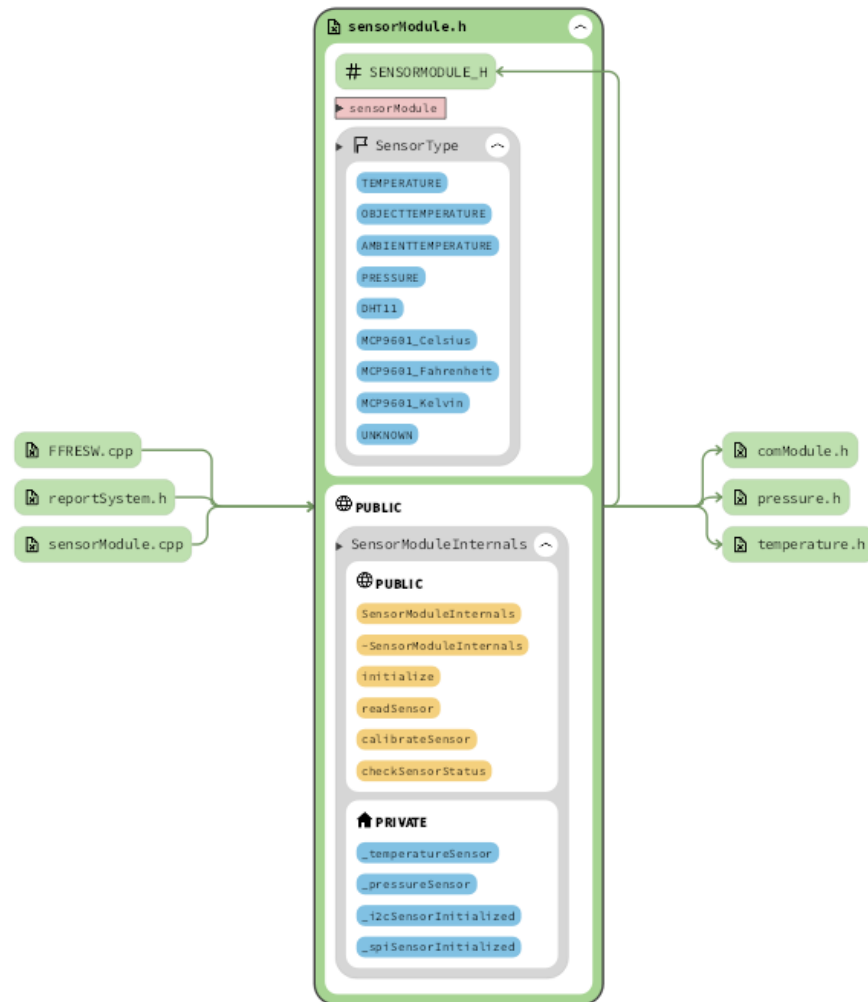 sensorModule.h
# SENSORMODULE_H
sensorModule
SensorType
TEMPERATURE
OBJECTTEMPERATURE
AMBIENTTEMPERATURE
PRESSURE
DHT11
MCP9601_Celsius
MCP9601_Fahrenheit
MCP9601_Kelvin
UNKNOWN
FFRESW.cpp
reportSystem.h
sensorModule.cpp
comModule.h
pressure.h
temperature.h
PUBLIC
SensorModuleInternals
PUBLIC
SensorModuleInternals
~SensorModuleInternals
initialize
readSensor
calibrateSensor
checkSensorStatus
PRIVATE
_temperatureSensor
_pressureSensor
_i2cSensorInitialized
_spiSensorInitialized